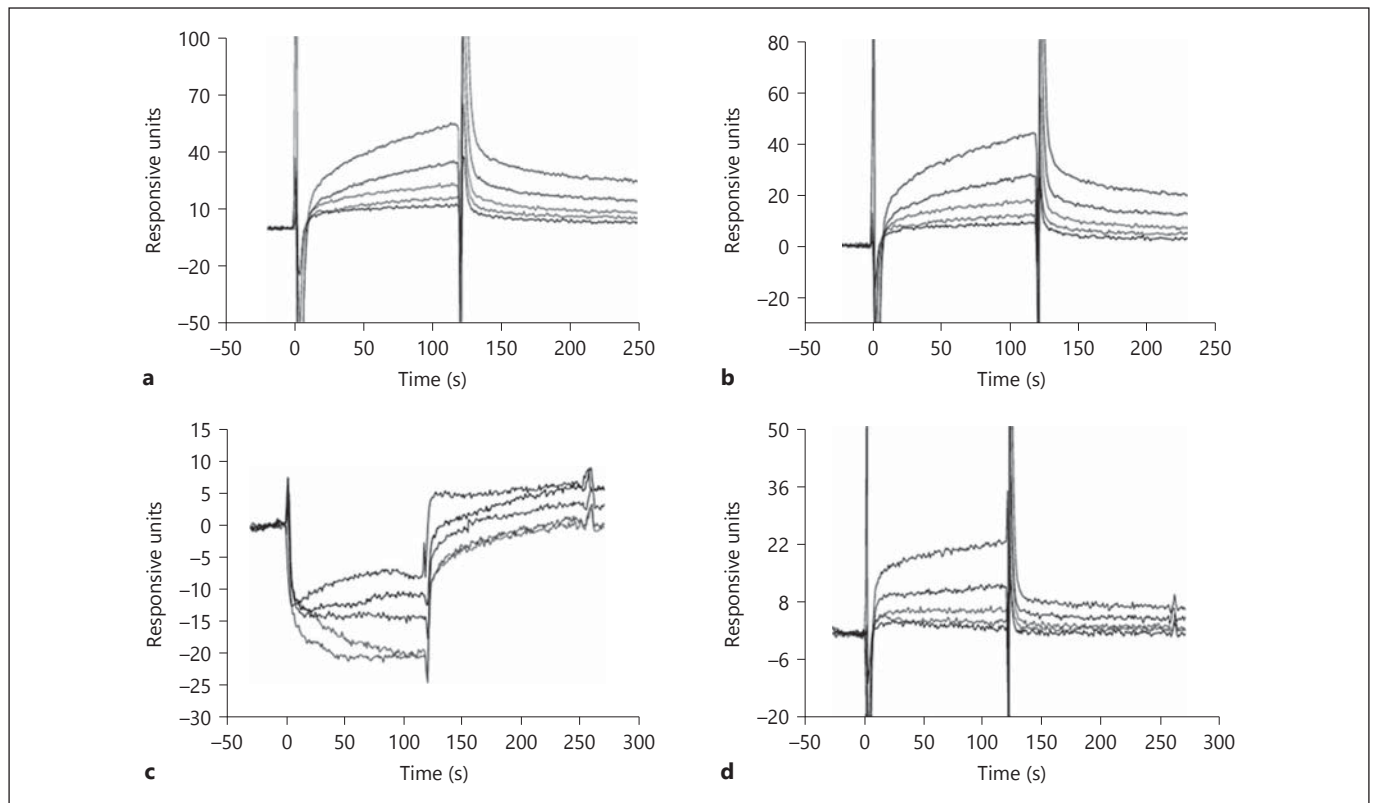 100
70
40
10
−20
−50
Responsive units
−50 0 50 100 150 200 250
Time (s)
a
80
60
40
20
0
−20
Responsive units
−50 0 50 100 150 200 250
Time (s)
b
15
10
5
0
−5
−10
−15
−20
−25
−30
Responsive units
−50 0 50 100 150 200 250 300
Time (s)
c
50
36
22
8
−6
−20
Responsive units
−50 0 50 100 150 200 250 300
Time (s)
d